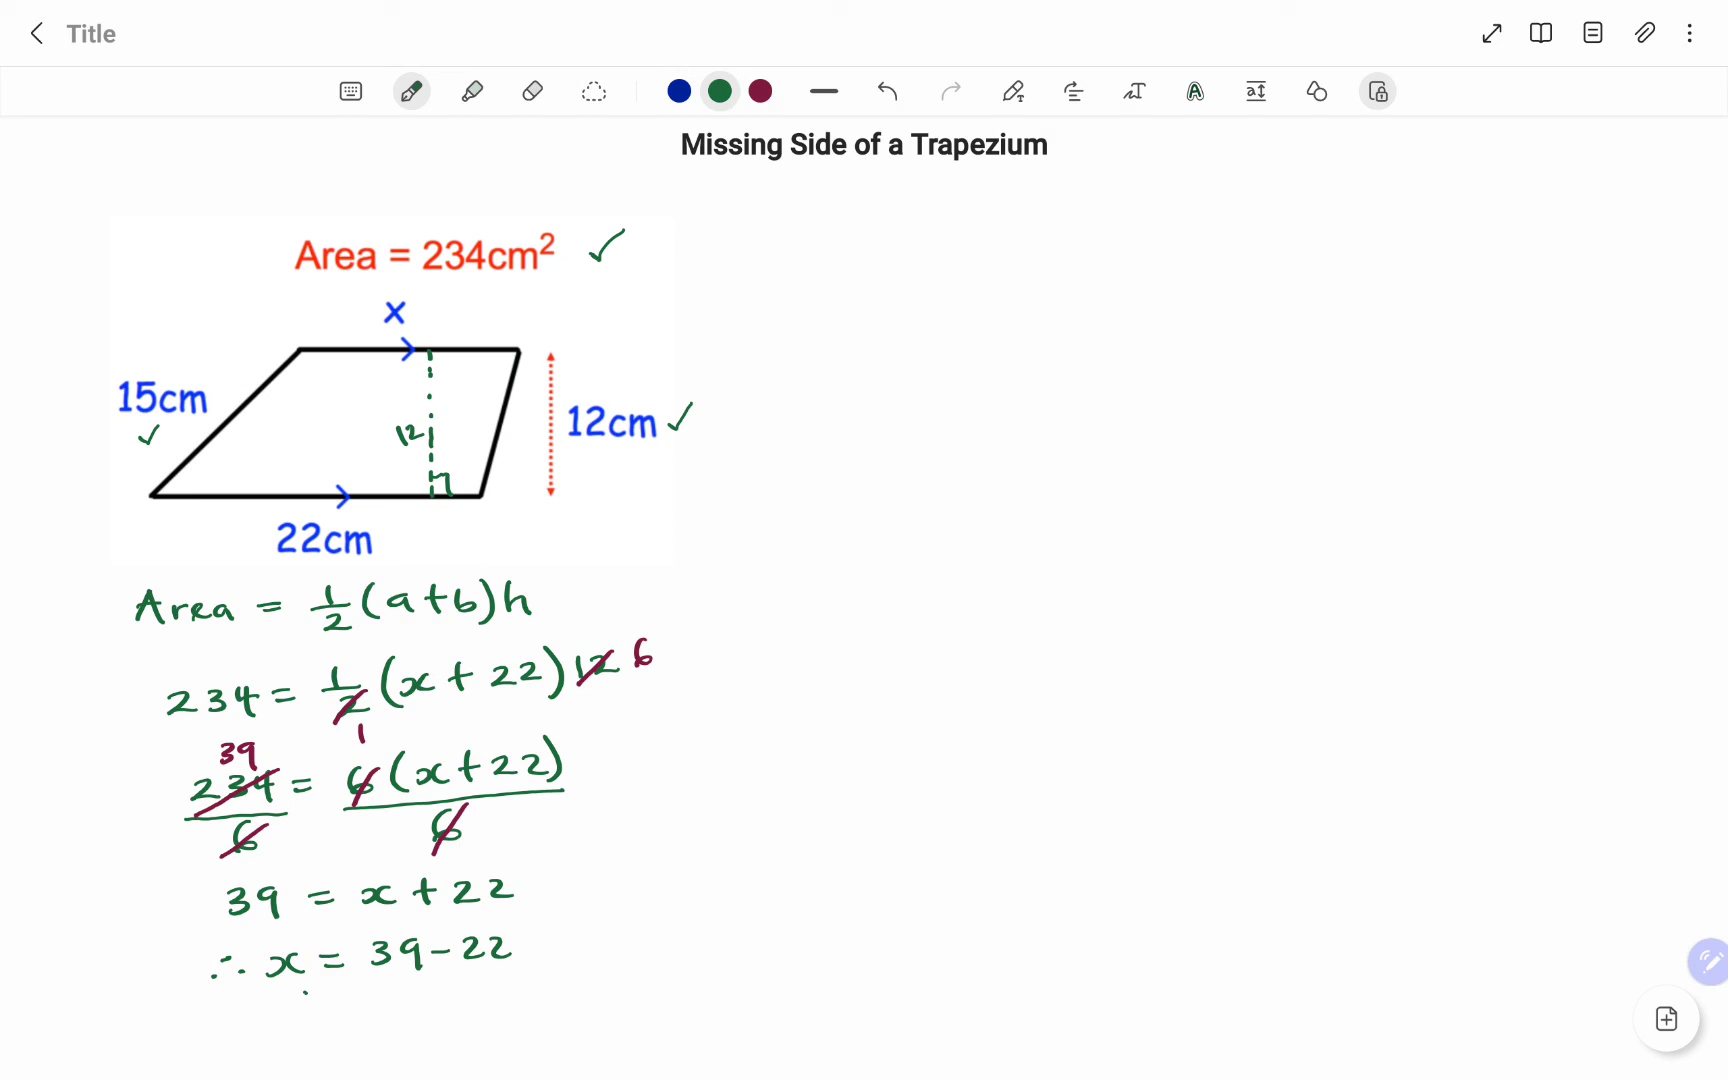 Title
Missing Side of a Trapezium
Area = 234cm²
x
15cm
12
12cm
22cm
Area = 1/2 (a+b)h
234 = 1/2 (x + 22) 12 6
1
39
234/6 = 6(x+22)/6
39 = x + 22
∴ x = 39 - 22